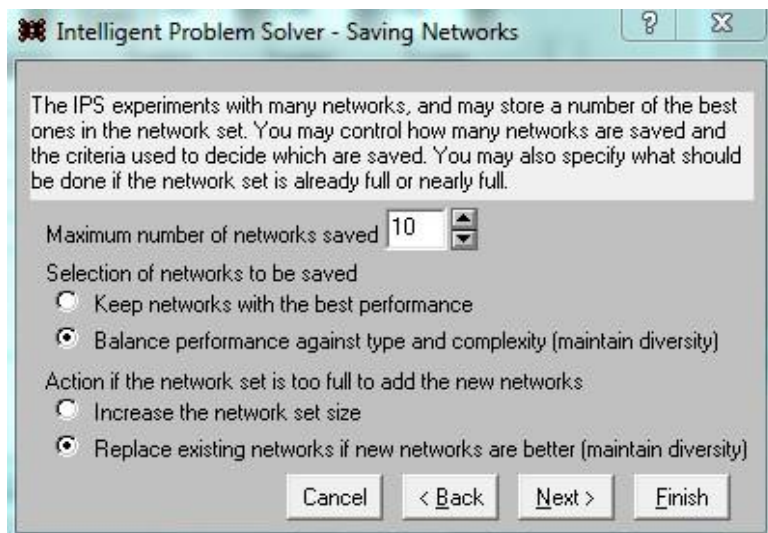 Intelligent Problem Solver - Saving Networks
The IPS experiments with many networks, and may store a number of the best
ones in the network set. You may control how many networks are saved and
the criteria used to decide which are saved. You may also specify what should
be done if the network set is already full or nearly full.
Maximum number of networks saved 10
Selection of networks to be saved
Keep networks with the best performance
Balance performance against type and complexity (maintain diversity)
Action if the network set is too full to add the new networks
Increase the network set size
Replace existing networks if new networks are better (maintain diversity)
Cancel < Back Next > Finish